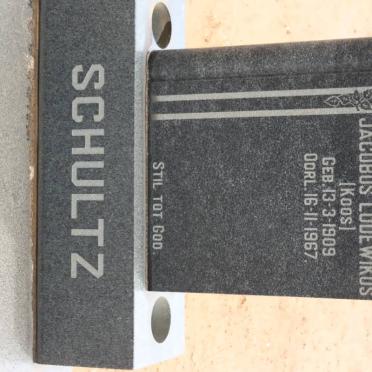 JACOBUS LODEWIKUS
[KOOS]
GEB. 13-3-1909
OORL. 16-11-1967
STIL TOT GOD.
SCHULTZ